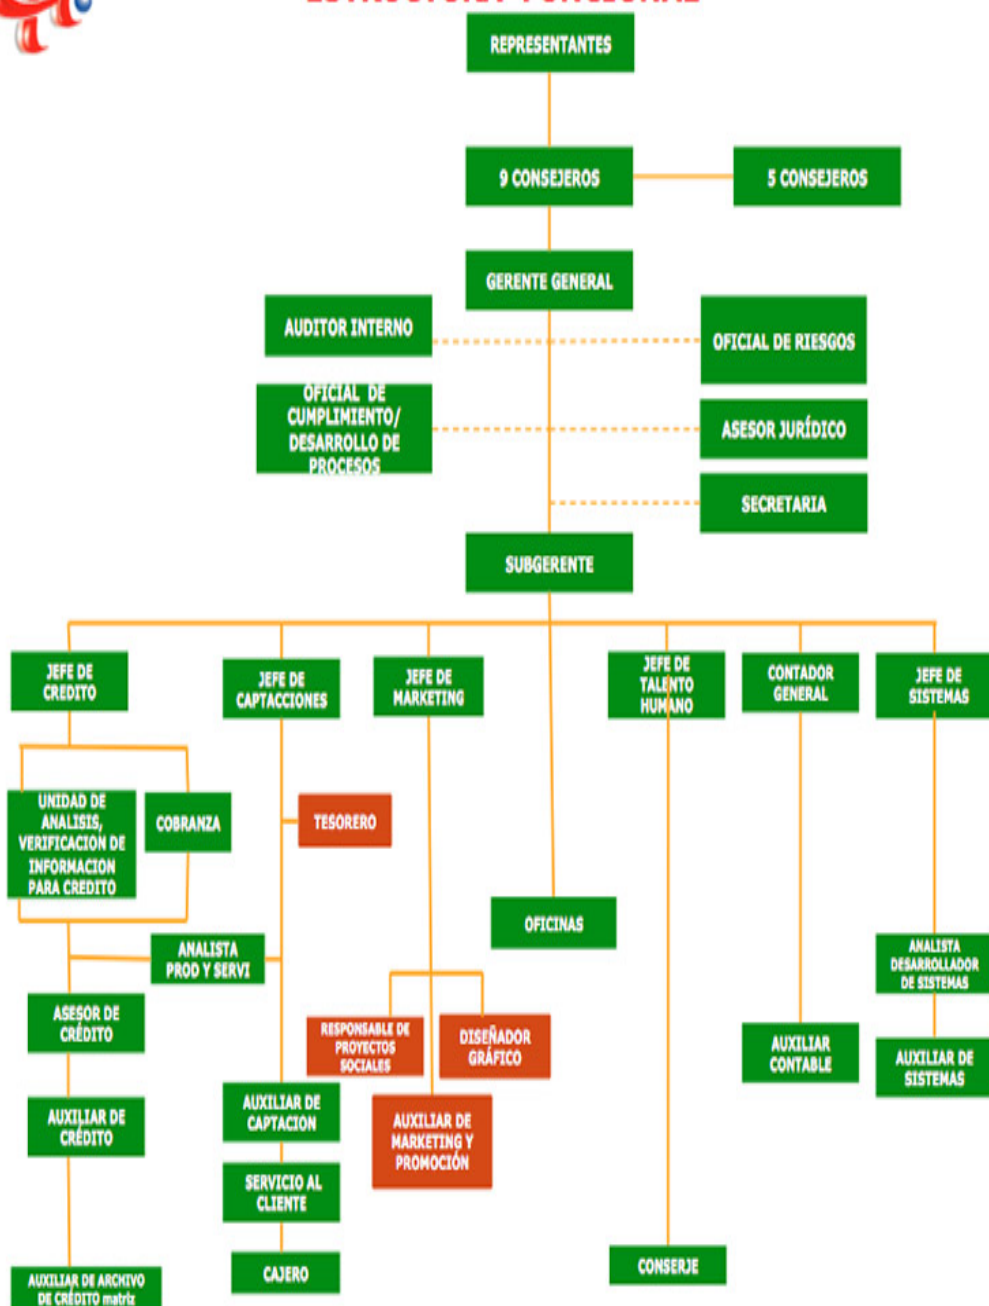 REPRESENTANTES
9 CONSEJEROS
5 CONSEJEROS
GERENTE GENERAL
AUDITOR INTERNO
OFICIAL DE RIESGOS
OFICIAL DE
CUMPLIMIENTO/
DESARROLLO DE
PROCESOS
ASESOR JURÍDICO
SECRETARIA
SUBGERENTE
JEFE DE
CREDITO
JEFE DE
CAPTACCIONES
JEFE DE
MARKETING
JEFE DE
TALENTO
HUMANO
CONTADOR
GENERAL
JEFE DE
SISTEMAS
UNIDAD DE
ANALISIS,
VERIFICACION DE
INFORMACION
PARA CREDITO
COBRANZA
TESORERO
OFICINAS
ANALISTA
PROD Y SERVI
ANALISTA
DESARROLLADOR
DE SISTEMAS
ASESOR DE
CRÉDITO
RESPONSABLE DE
PROYECTOS
SOCIALES
DISEÑADOR
GRÁFICO
AUXILIAR
CONTABLE
AUXILIAR DE
SISTEMAS
AUXILIAR DE
CRÉDITO
AUXILIAR DE
CAPTACION
AUXILIAR DE
MARKETING Y
PROMOCIÓN
SERVICIO AL
CLIENTE
CAJERO
CONSERJE
AUXILIAR DE ARCHIVO
DE CRÉDITO matriz